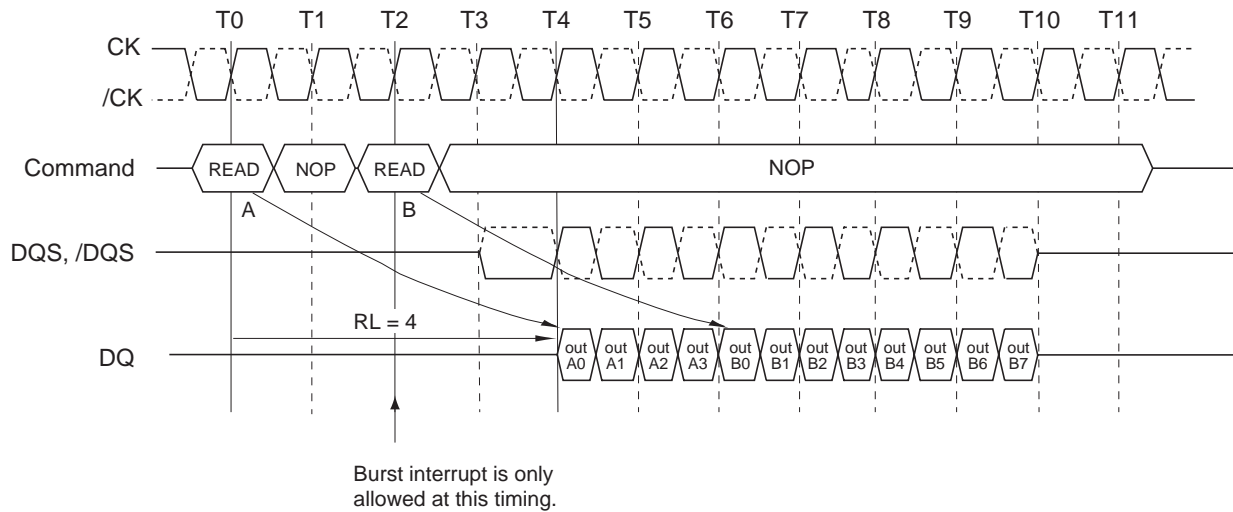 T0 T1 T2 T3 T4 T5 T6 T7 T8 T9 T10 T11
CK
/CK
Command READ NOP READ NOP
A B
DQS, /DQS
RL = 4
DQ out A0 out A1 out A2 out A3 out B0 out B1 out B2 out B3 out B4 out B5 out B6 out B7
Burst interrupt is only
allowed at this timing.